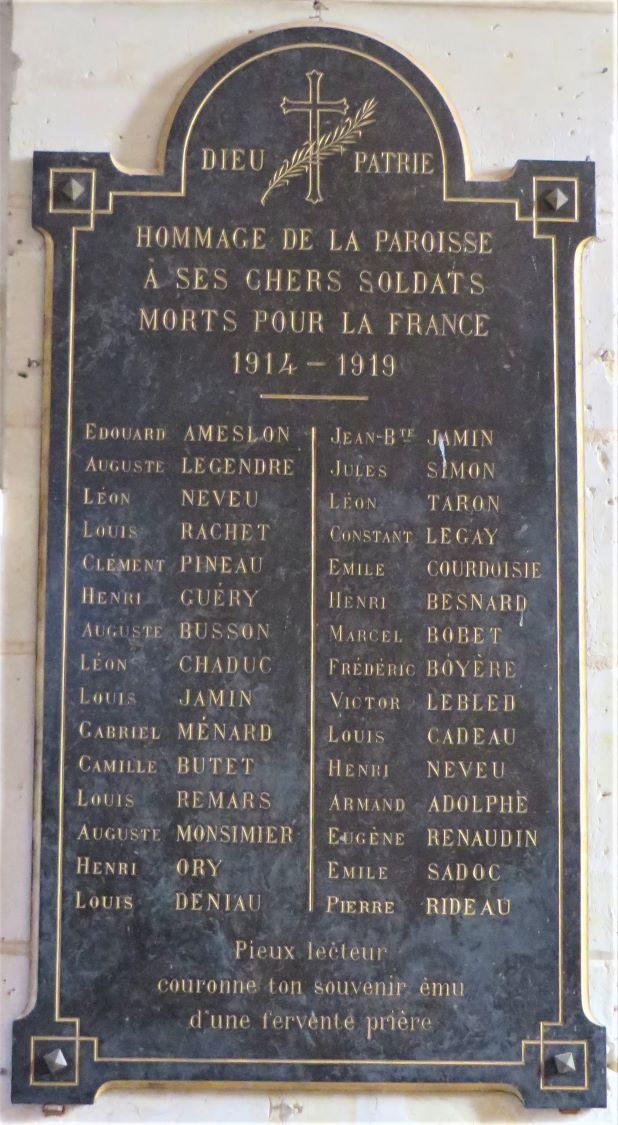 DIEU PATRIE
HOMMAGE DE LA PAROISSE
À SES CHERS SOLDATS
MORTS POUR LA FRANCE
1914 – 1919
EDOUARD AMESLON
AUGUSTE LEGENDRE
LÉON NEVEU
LOUIS RACHET
CLÉMENT PINEAU
HENRI GUÉRY
AUGUSTE BUSSON
LÉON CHADUC
LOUIS JAMIN
GABRIEL MÉNARD
CAMILLE BUTET
LOUIS REMARS
AUGUSTE MONSIMIER
HENRI ORY
LOUIS DENIAU
JEAN-BTE JAMIN
JULES SIMON
LÉON TARON
CONSTANT LEGAY
EMILE COURDOISIE
HENRI BESNARD
MARCEL BOBET
FRÉDÉRIC BOYÈRE
VICTOR LEBLED
LOUIS CADEAU
HENRI NEVEU
ARMAND ADOLPHE
EUGÈNE RENAUDIN
EMILE SADOC
PIERRE RIDEAU
Pieux lecteur
couronne ton souvenir ému
d'une fervente prière